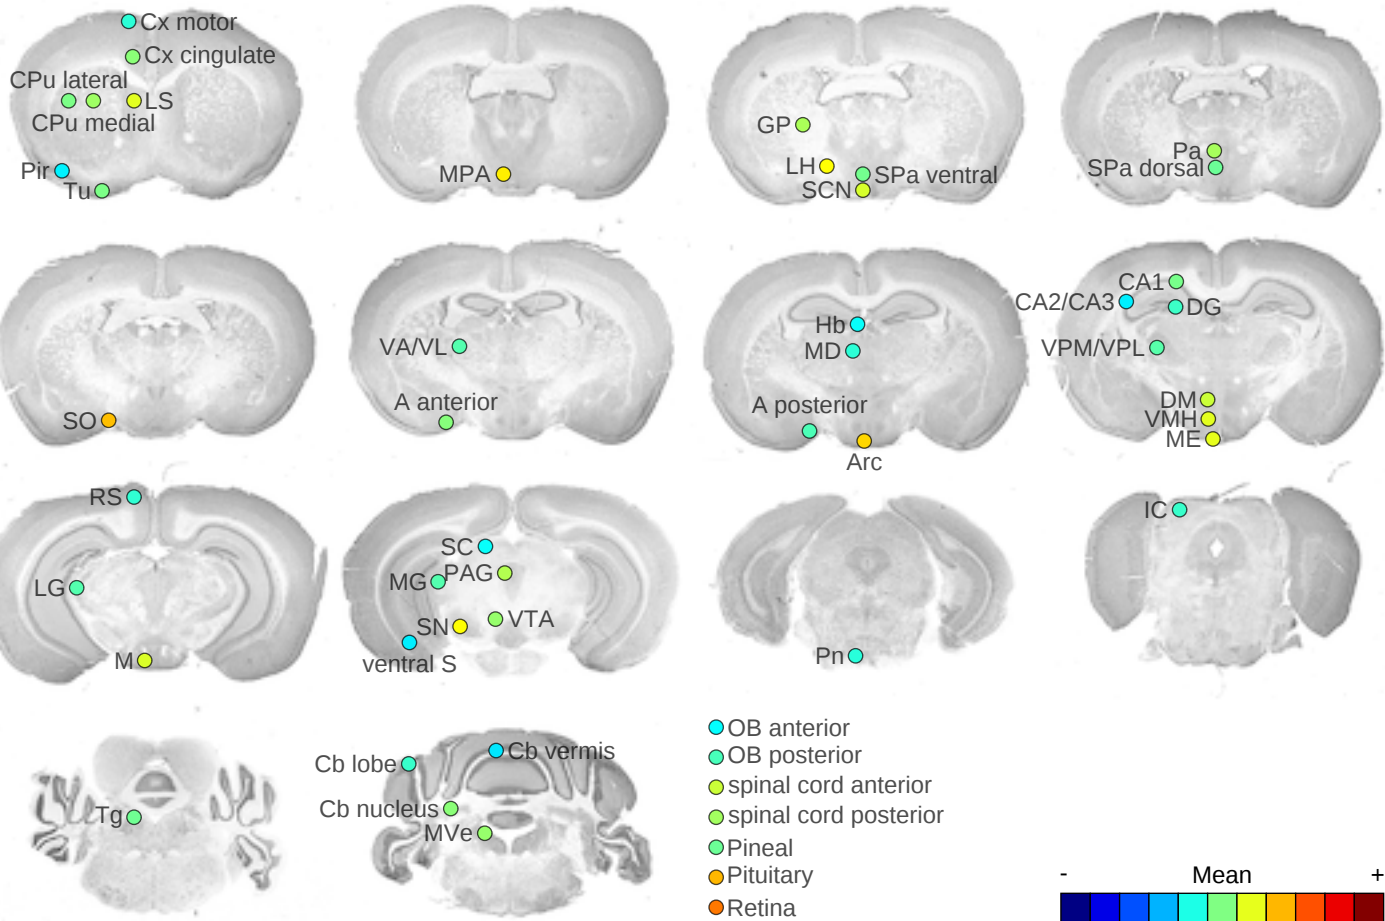 Cx motor
Cx cingulate
CPu lateral
LS
CPu medial
Pir
Tu
MPA
GP
LH
SPa ventral
SCN
Pa
SPa dorsal
SO
VA/VL
A anterior
Hb
MD
A posterior
Arc
CA1
CA2/CA3
DG
VPM/VPL
DM
VMH
ME
RS
LG
M
SC
PAG
MG
VTA
SN
ventral S
Pn
IC
Tg
Cb lobe
Cb vermis
Cb nucleus
MVe
OB anterior
OB posterior
spinal cord anterior
spinal cord posterior
Pineal
Pituitary
Retina
- Mean +